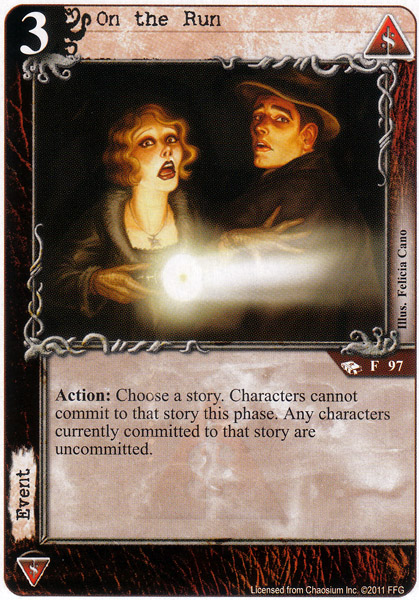 3
On the Run
Illus. Felicia Cano
F 97
Action: Choose a story. Characters cannot
commit to that story this phase. Any characters
currently committed to that story are
uncommitted.
Event
Licensed from Chaosium Inc. ©2011 FFG